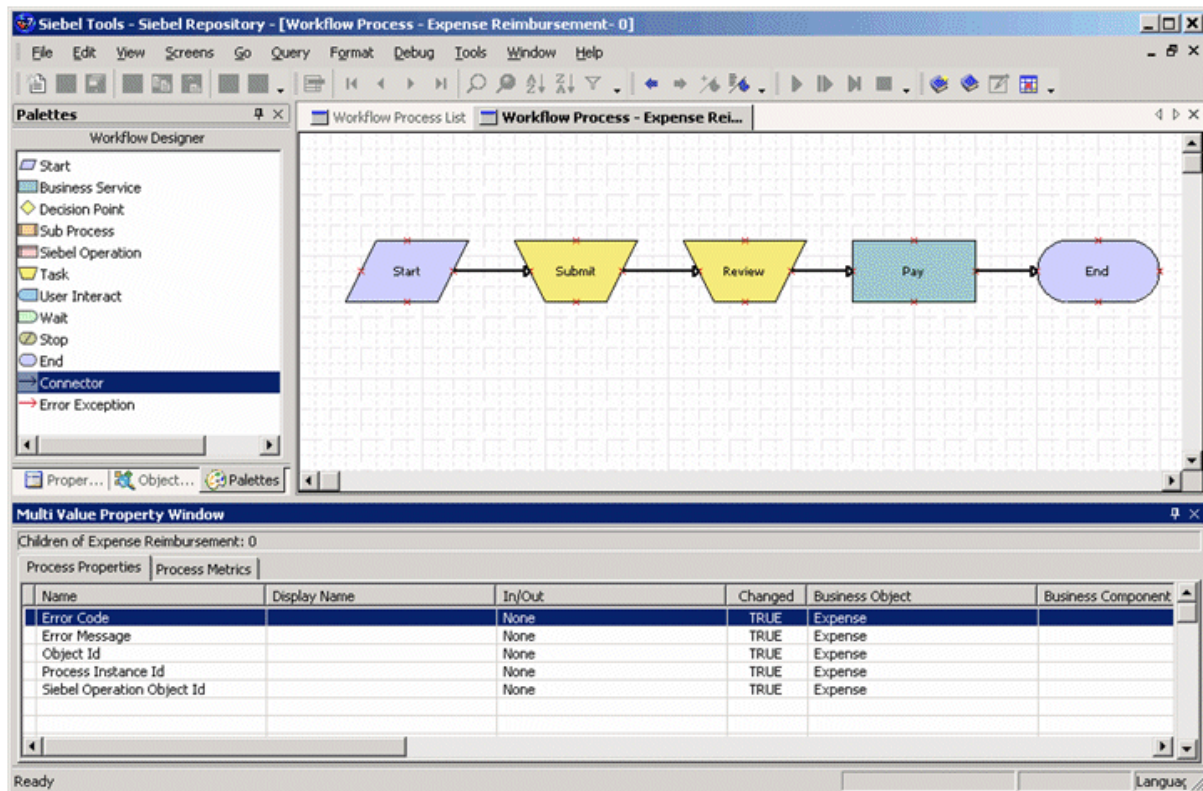 Siebel Tools - Siebel Repository - [Workflow Process - Expense Reimbursement- 0]
File Edit View Screens Go Query Format Debug Tools Window Help
Palettes
Workflow Designer
Start
Business Service
Decision Point
Sub Process
Siebel Operation
Task
User Interact
Wait
Stop
End
Connector
Error Exception
Proper... Object... Palettes
Workflow Process List Workflow Process - Expense Rei...
Start Submit Review Pay End
Multi Value Property Window
Children of Expense Reimbursement: 0
Process Properties Process Metrics
Name Display Name In/Out Changed Business Object Business Component
Error Code None TRUE Expense
Error Message None TRUE Expense
Object Id None TRUE Expense
Process Instance Id None TRUE Expense
Siebel Operation Object Id None TRUE Expense
Ready Languag